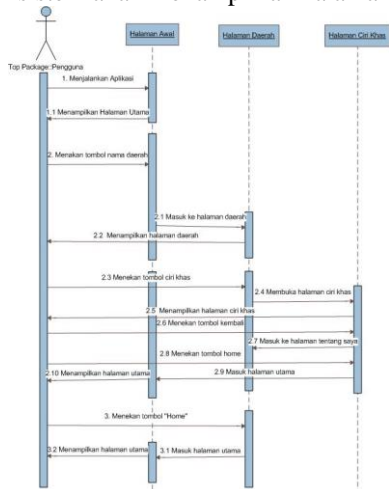 Halaman Awal
Halaman Daerah
Halaman Ciri Khas
Top Package::Pengguna
1. Menjalankan Aplikasi
1.1 Menampilkan Halaman Utama
2. Menakan tombol nama daerah
2.1 Masuk ke halaman daerah
2.2 Menampilkan halaman daerah
2.3 Menekan tombol ciri khas
2.4 Membuka halaman ciri khas
2.5 Menampilkan halaman ciri khas
2.6 Menekan tombol kembali
2.7 Masuk ke halaman tentang saya
2.8 Menekan tombol home
2.9 Masuk halaman utama
2.10 Menampilkan halaman utama
3. Menekan tombol "Home"
3.1 Masuk halaman utama
3.2 Menampilkan halaman utama